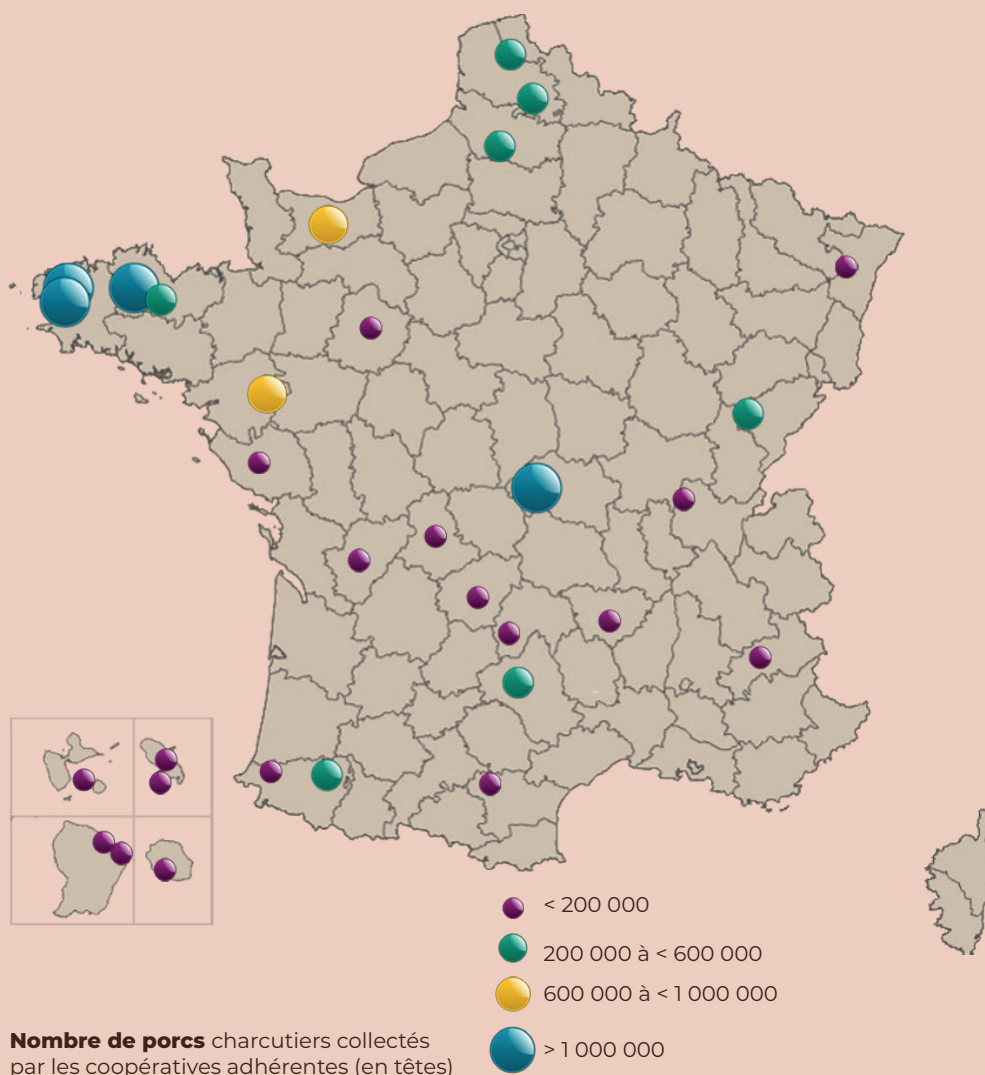 < 200 000
200 000 à < 600 000
600 000 à < 1 000 000
> 1 000 000
Nombre de porcs charcutiers collectés
par les coopératives adhérentes (en têtes)